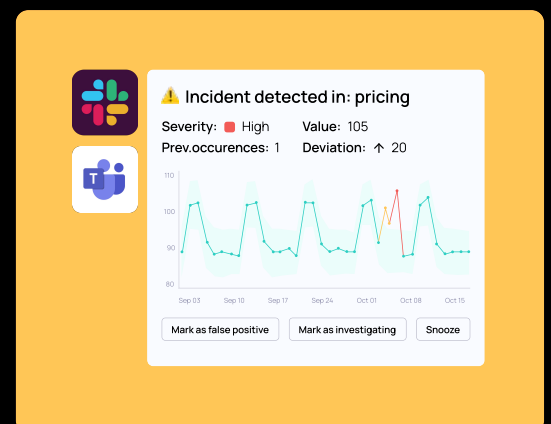 Incident detected in: pricing
Severity: High Value: 105
Prev.occurences: 1 Deviation: ↑ 20
110
100
90
80
Sep 03 Sep 10 Sep 17 Sep 24 Oct 01 Oct 08 Oct 15
Mark as false positive Mark as investigating Snooze
T